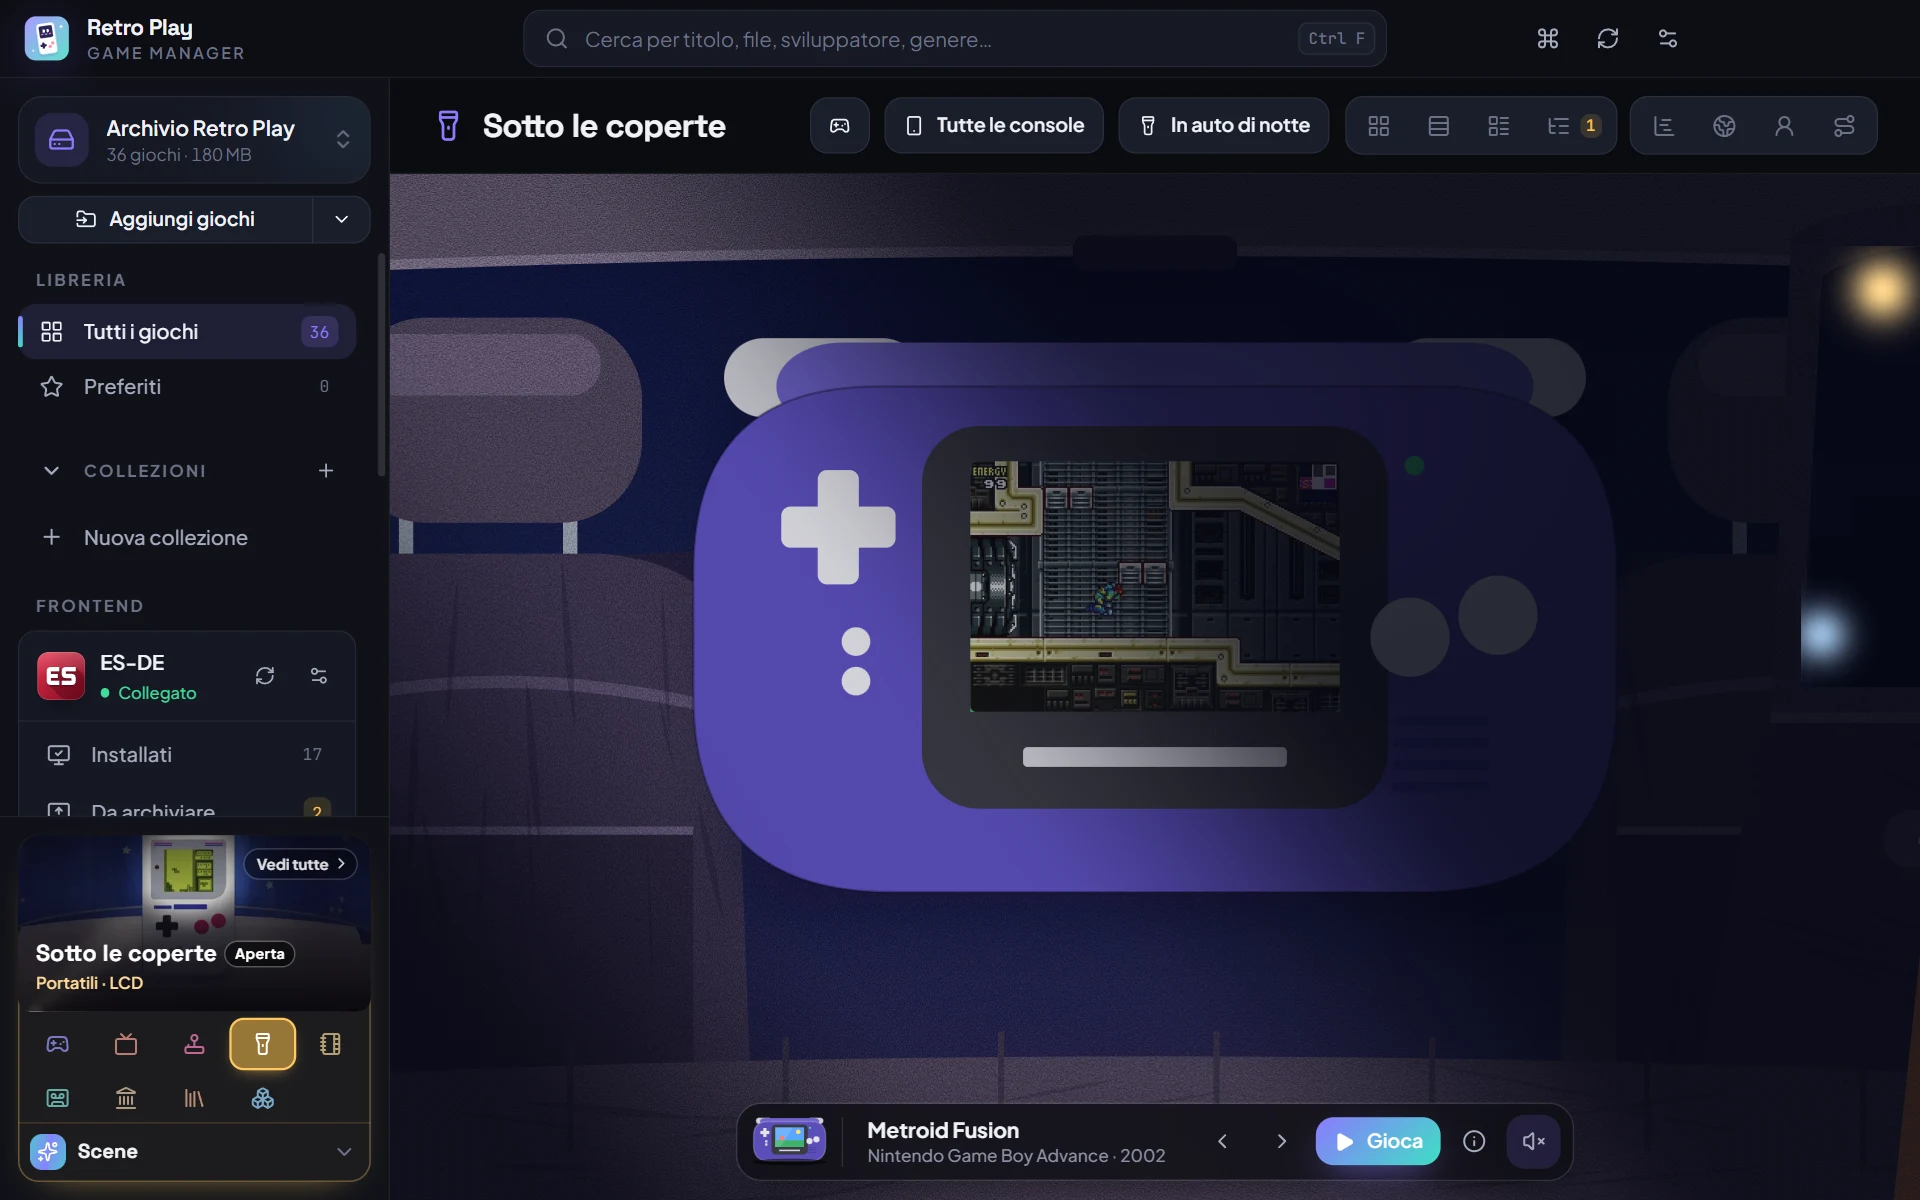 Retro Play
GAME MANAGER
Cerca per titolo, file, sviluppatore, genere...
Ctrl F
Archivio Retro Play
36 giochi · 180 MB
Sotto le coperte
Tutte le console
In auto di notte
1
Aggiungi giochi
LIBRERIA
Tutti i giochi
36
Preferiti
0
COLLEZIONI
Nuova collezione
FRONTEND
ES
ES-DE
Collegato
Installati
17
Da archiviare
2
ENERGY
99
Vedi tutte
Sotto le coperte
Aperta
Portatili · LCD
Scene
Metroid Fusion
Nintendo Game Boy Advance · 2002
Gioca